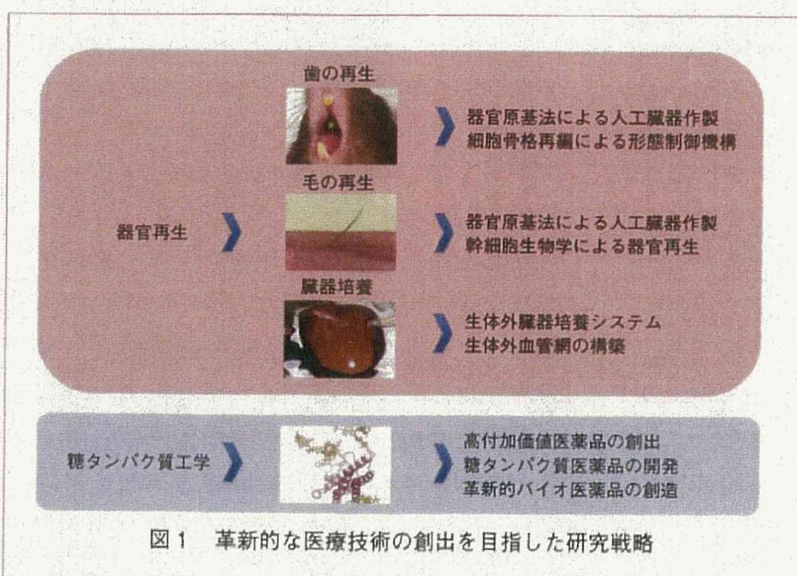 歯の再生
器官原基法による人工臓器作製
細胞骨格再編による形態制御機構
毛の再生
器官再生
器官原基法による人工臓器作製
幹細胞生物学による器官再生
臓器培養
生体外臓器培養システム
生体外血管網の構築
糖タンパク質工学
高付加価値医薬品の創出
糖タンパク質医薬品の開発
革新的バイオ医薬品の創造
図1 革新的な医療技術の創出を目指した研究戦略